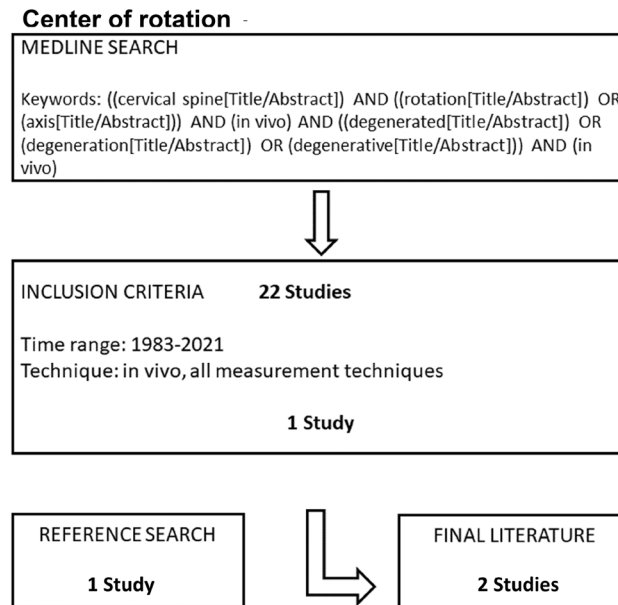 Center of rotation -
MEDLINE SEARCH
Keywords: ((cervical spine[Title/Abstract]) AND ((rotation[Title/Abstract]) OR
(axis[Title/Abstract])) AND (in vivo) AND ((degenerated[Title/Abstract]) OR
(degeneration[Title/Abstract]) OR (degenerative[Title/Abstract])) AND (in
vivo)
INCLUSION CRITERIA 22 Studies
Time range: 1983-2021
Technique: in vivo, all measurement techniques
1 Study
REFERENCE SEARCH
1 Study
FINAL LITERATURE
2 Studies